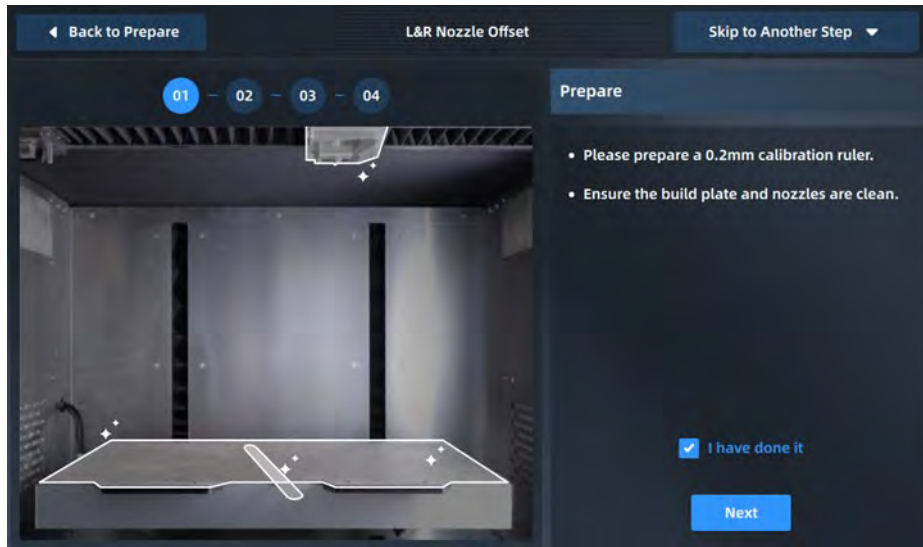 Back to Prepare
L&R Nozzle Offset
Skip to Another Step
01 - 02 - 03 - 04
Prepare
• Please prepare a 0.2mm calibration ruler.
• Ensure the build plate and nozzles are clean.
I have done it
Next